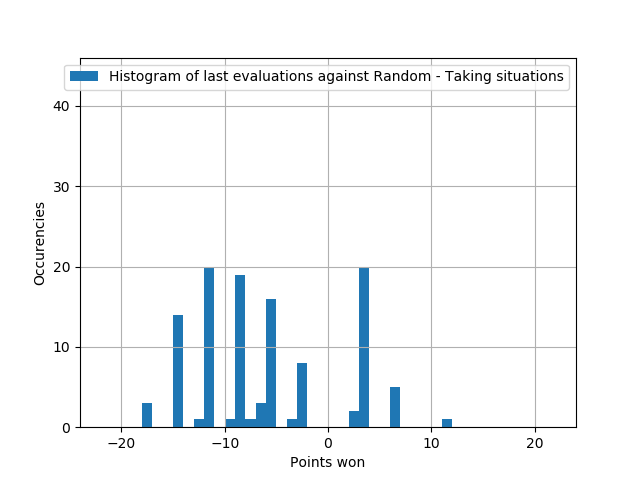 Histogram of last evaluations against Random - Taking situations
40
30
20
10
0
Occurencies
−20 −10 0 10 20
Points won